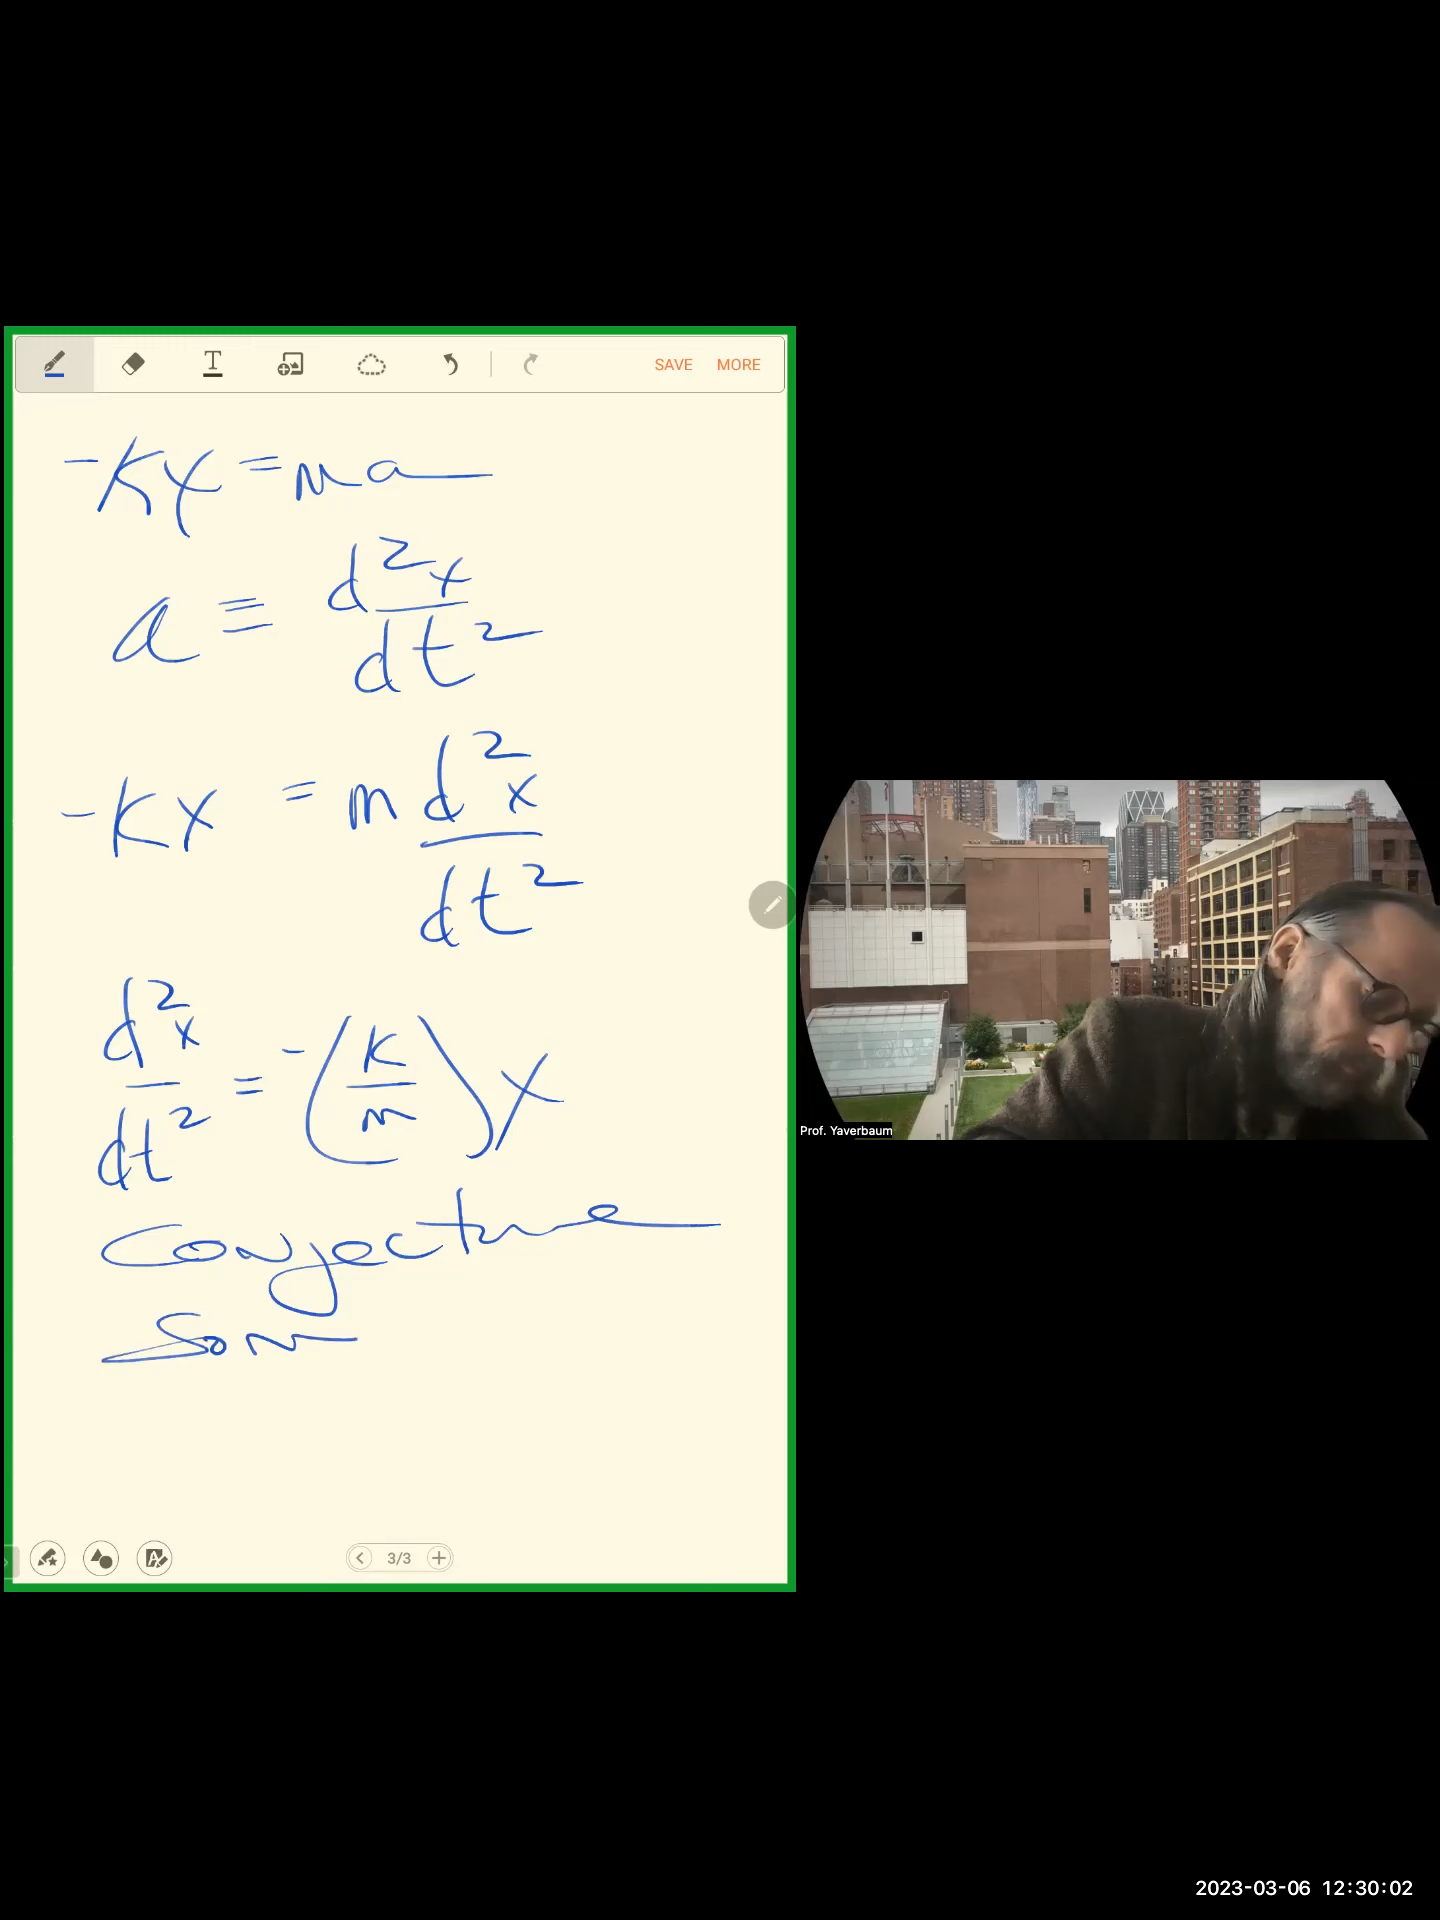 SAVE MORE
-Kx = ma
a ≡ d²x/dt²
-Kx = m d²x/dt²
d²x/dt² = -(K/m)x
Conjecture
Som
3/3
Prof. Yaverbaum
2023-03-06 12:30:02